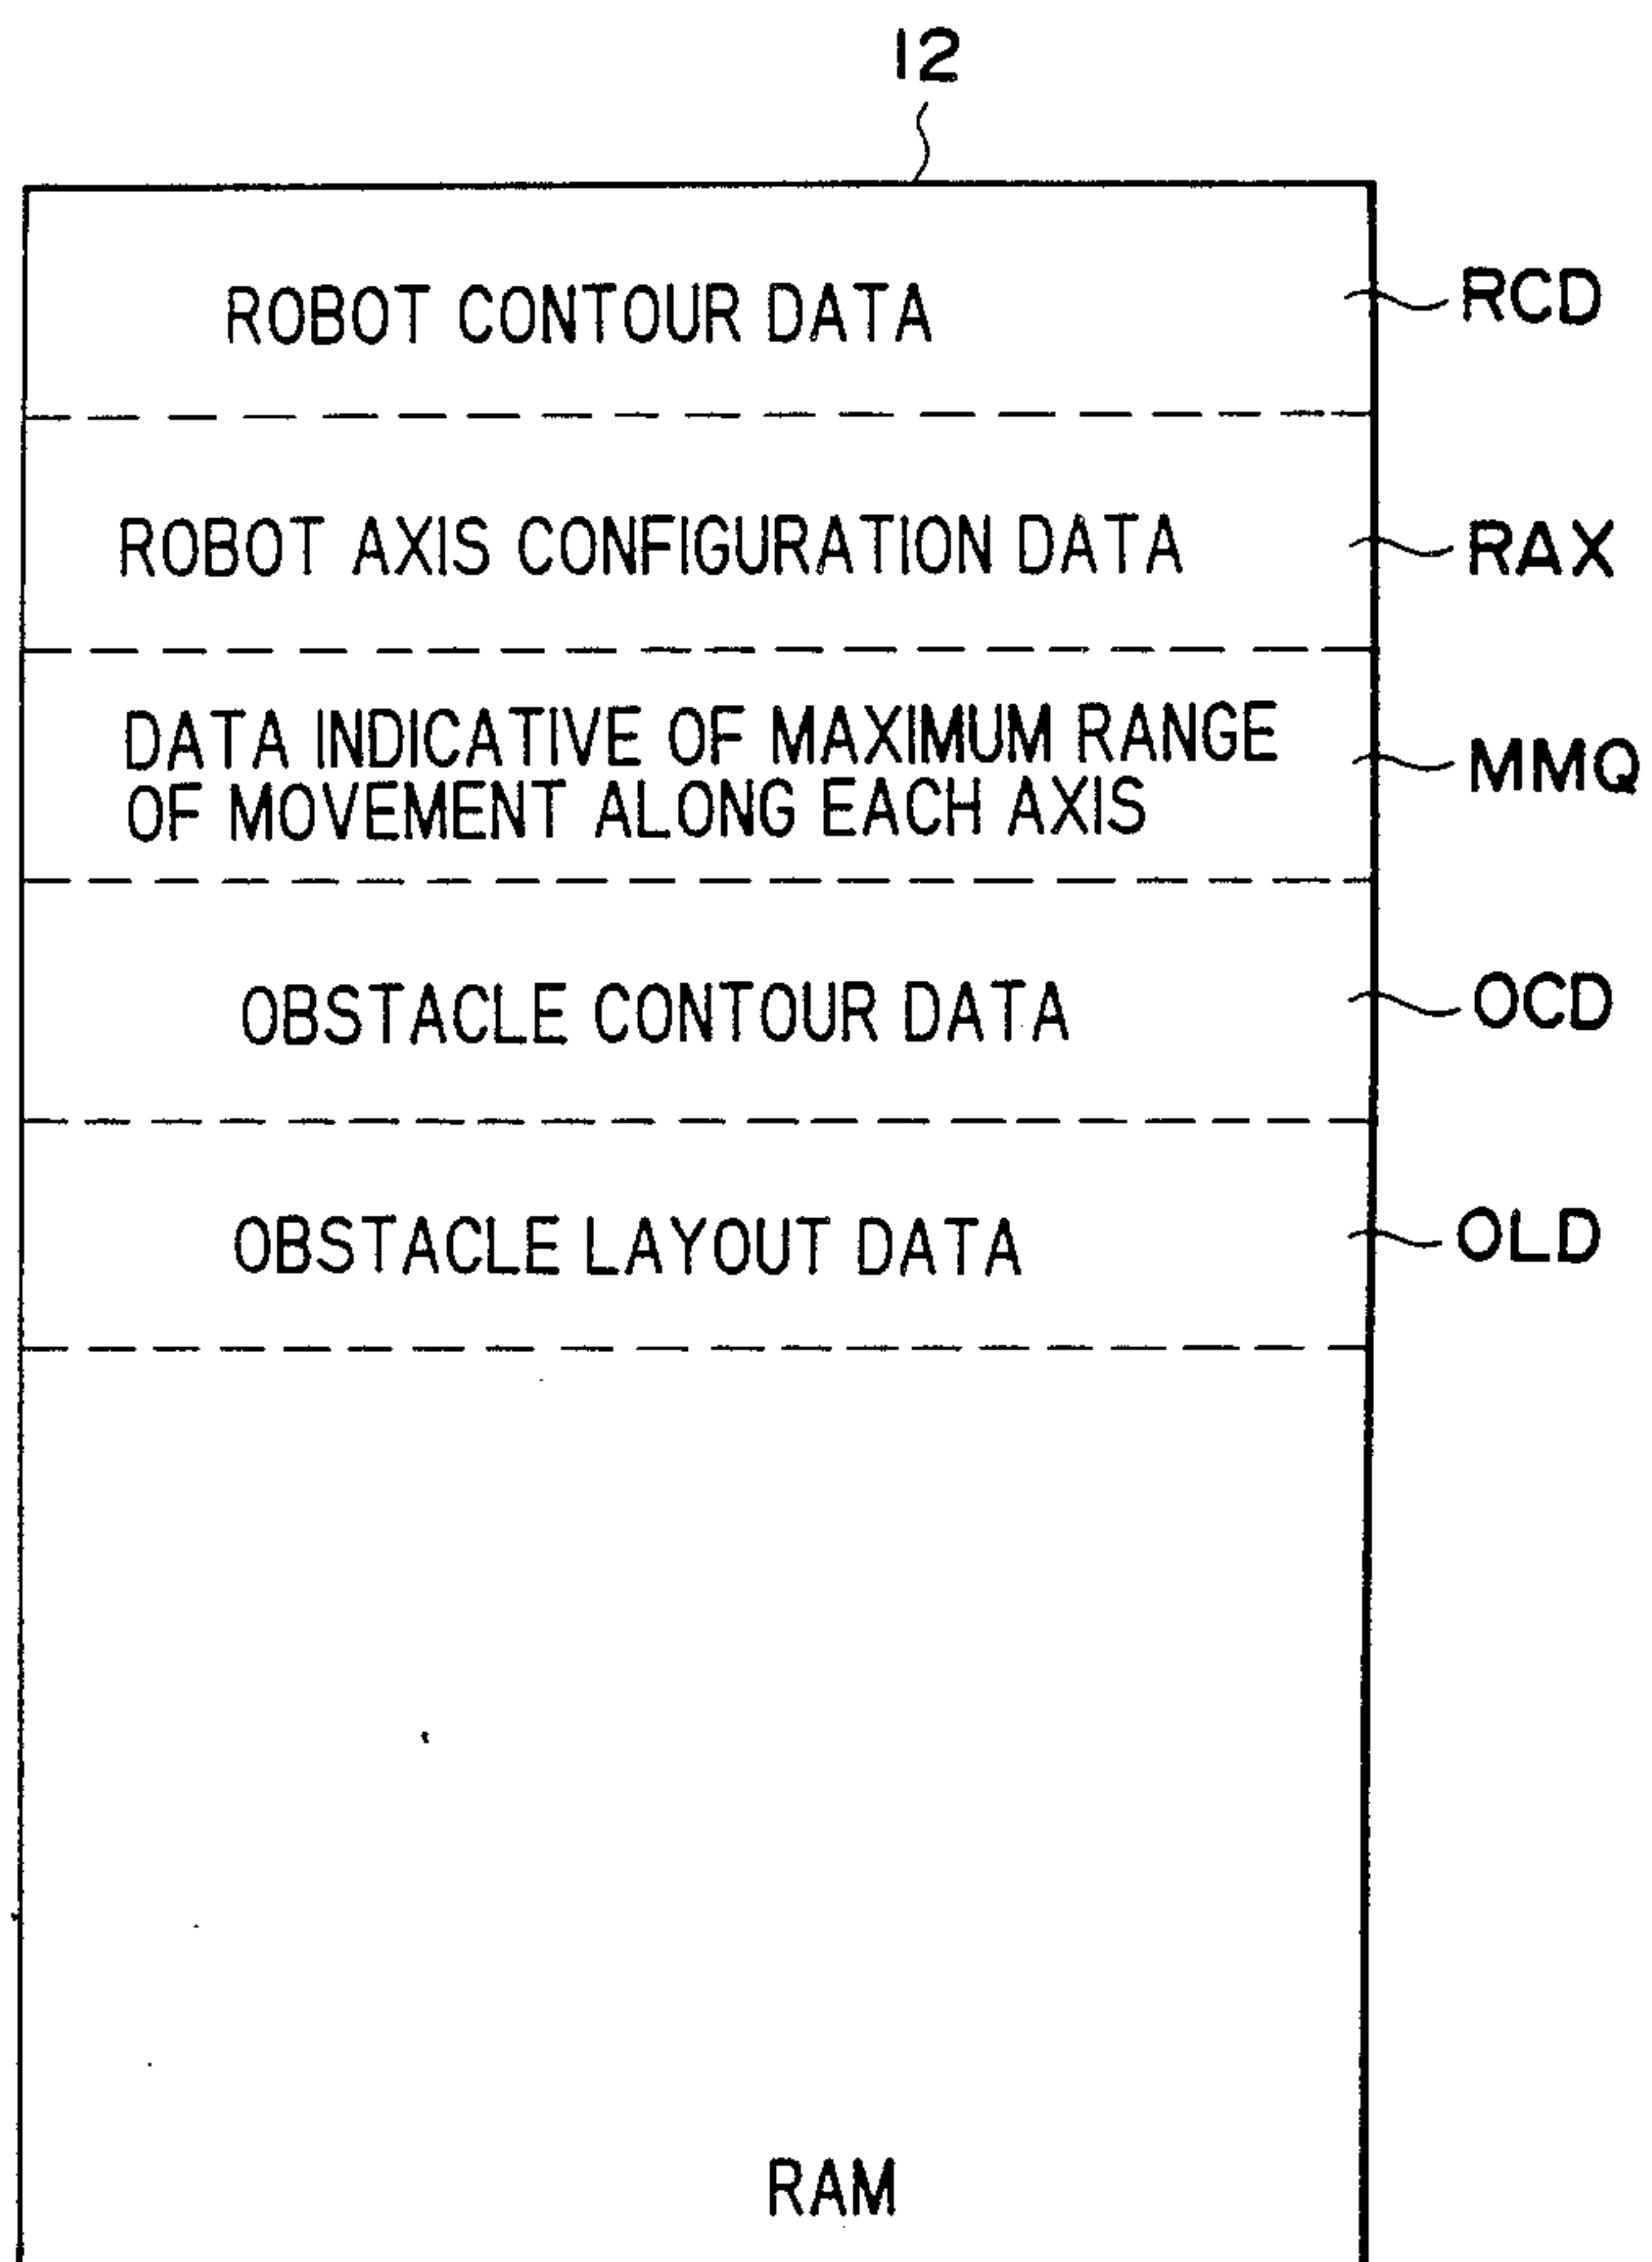 12
ROBOT CONTOUR DATA
RCD
ROBOT AXIS CONFIGURATION DATA
RAX
DATA INDICATIVE OF MAXIMUM RANGE
OF MOVEMENT ALONG EACH AXIS
MMQ
OBSTACLE CONTOUR DATA
OCD
OBSTACLE LAYOUT DATA
OLD
RAM